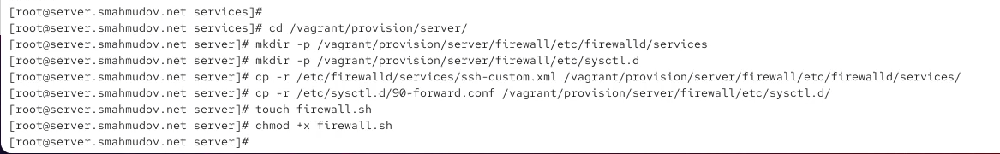 [root@server.smahmudov.net services]#
[root@server.smahmudov.net services]# cd /vagrant/provision/server/
[root@server.smahmudov.net server]# mkdir -p /vagrant/provision/server/firewall/etc/firewalld/services
[root@server.smahmudov.net server]# mkdir -p /vagrant/provision/server/firewall/etc/sysctl.d
[root@server.smahmudov.net server]# cp -r /etc/firewalld/services/ssh-custom.xml /vagrant/provision/server/firewall/etc/firewalld/services/
[root@server.smahmudov.net server]# cp -r /etc/sysctl.d/90-forward.conf /vagrant/provision/server/firewall/etc/sysctl.d/
[root@server.smahmudov.net server]# touch firewall.sh
[root@server.smahmudov.net server]# chmod +x firewall.sh
[root@server.smahmudov.net server]#